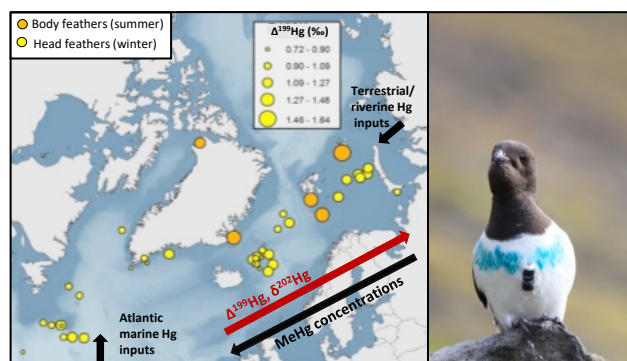 Body feathers (summer)
Head feathers (winter)
Δ¹⁹⁹Hg (‰)
0.72 - 0.90
0.90 - 1.09
1.09 - 1.27
1.27 - 1.46
1.46 - 1.64
Terrestrial/
riverine Hg
inputs
Δ¹⁹⁹Hg, δ²⁰²Hg
MeHg concentrations
Atlantic
marine Hg
inputs